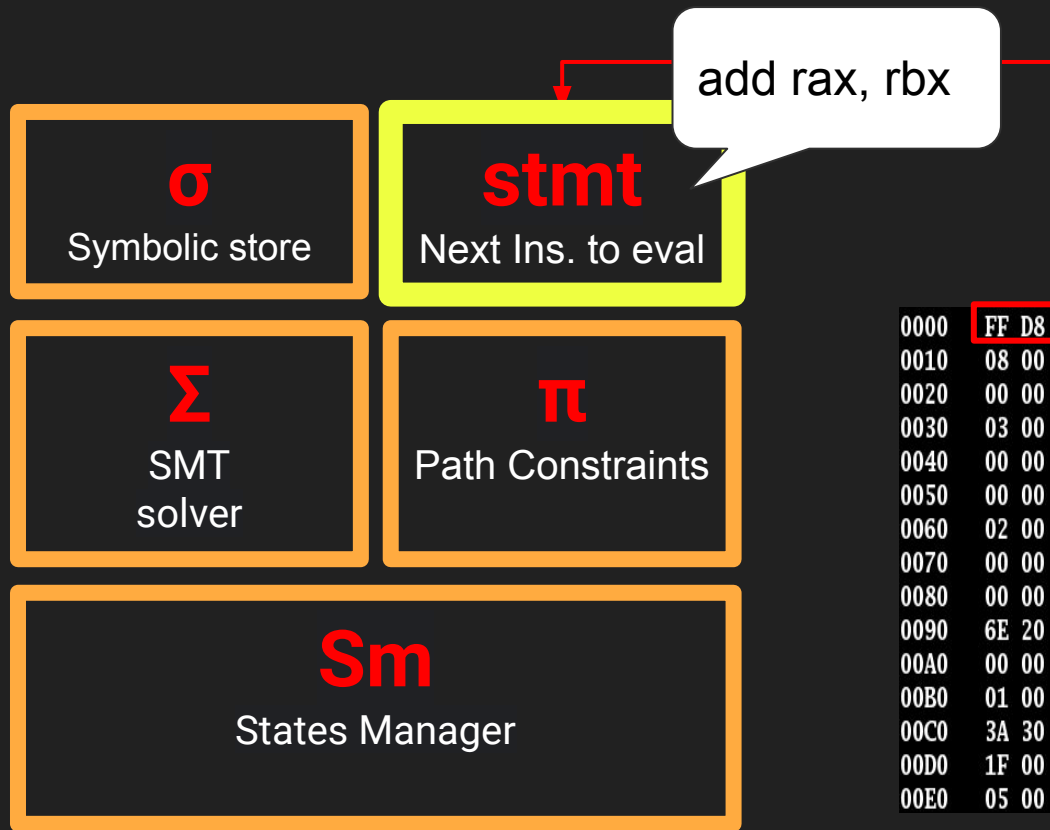 add rax, rbx
σ
Symbolic store
stmt
Next Ins. to eval
Σ
SMT
solver
π
Path Constraints
Sm
States Manager
0000 FF D8
0010 08 00
0020 00 00
0030 03 00
0040 00 00
0050 00 00
0060 02 00
0070 00 00
0080 00 00
0090 6E 20
00A0 00 00
00B0 01 00
00C0 3A 30
00D0 1F 00
00E0 05 00